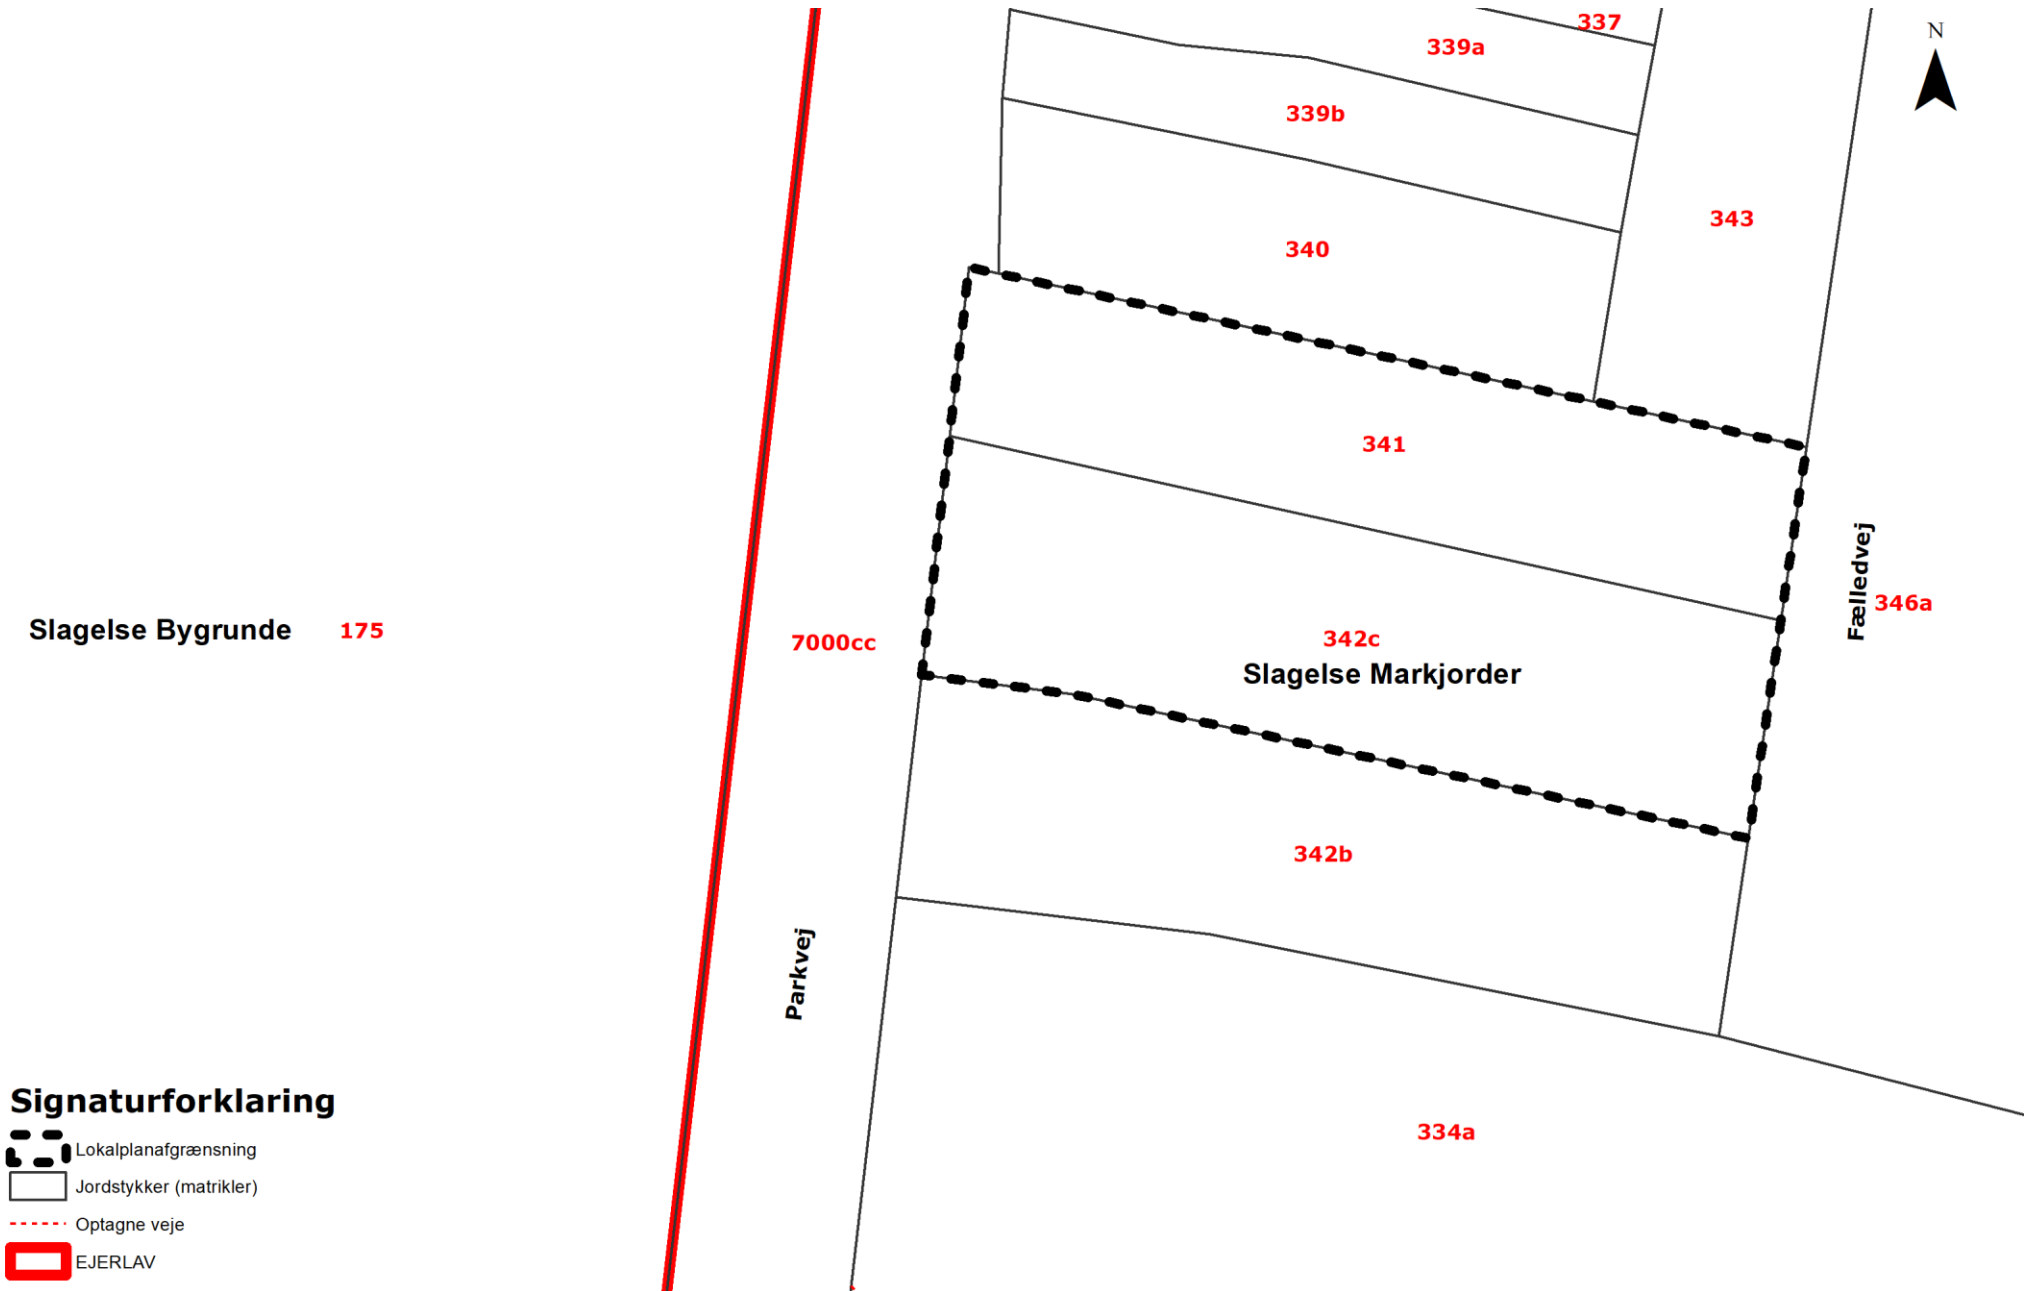 337
N
339a
339b
343
340
341
Fælledvej
346a
Slagelse Bygrunde 175
7000cc
342c
Slagelse Markjorder
342b
Parkvej
334a
Signaturforklaring
Lokalplanafgrænsning
Jordstykker (matrikler)
Optagne veje
EJERLAV